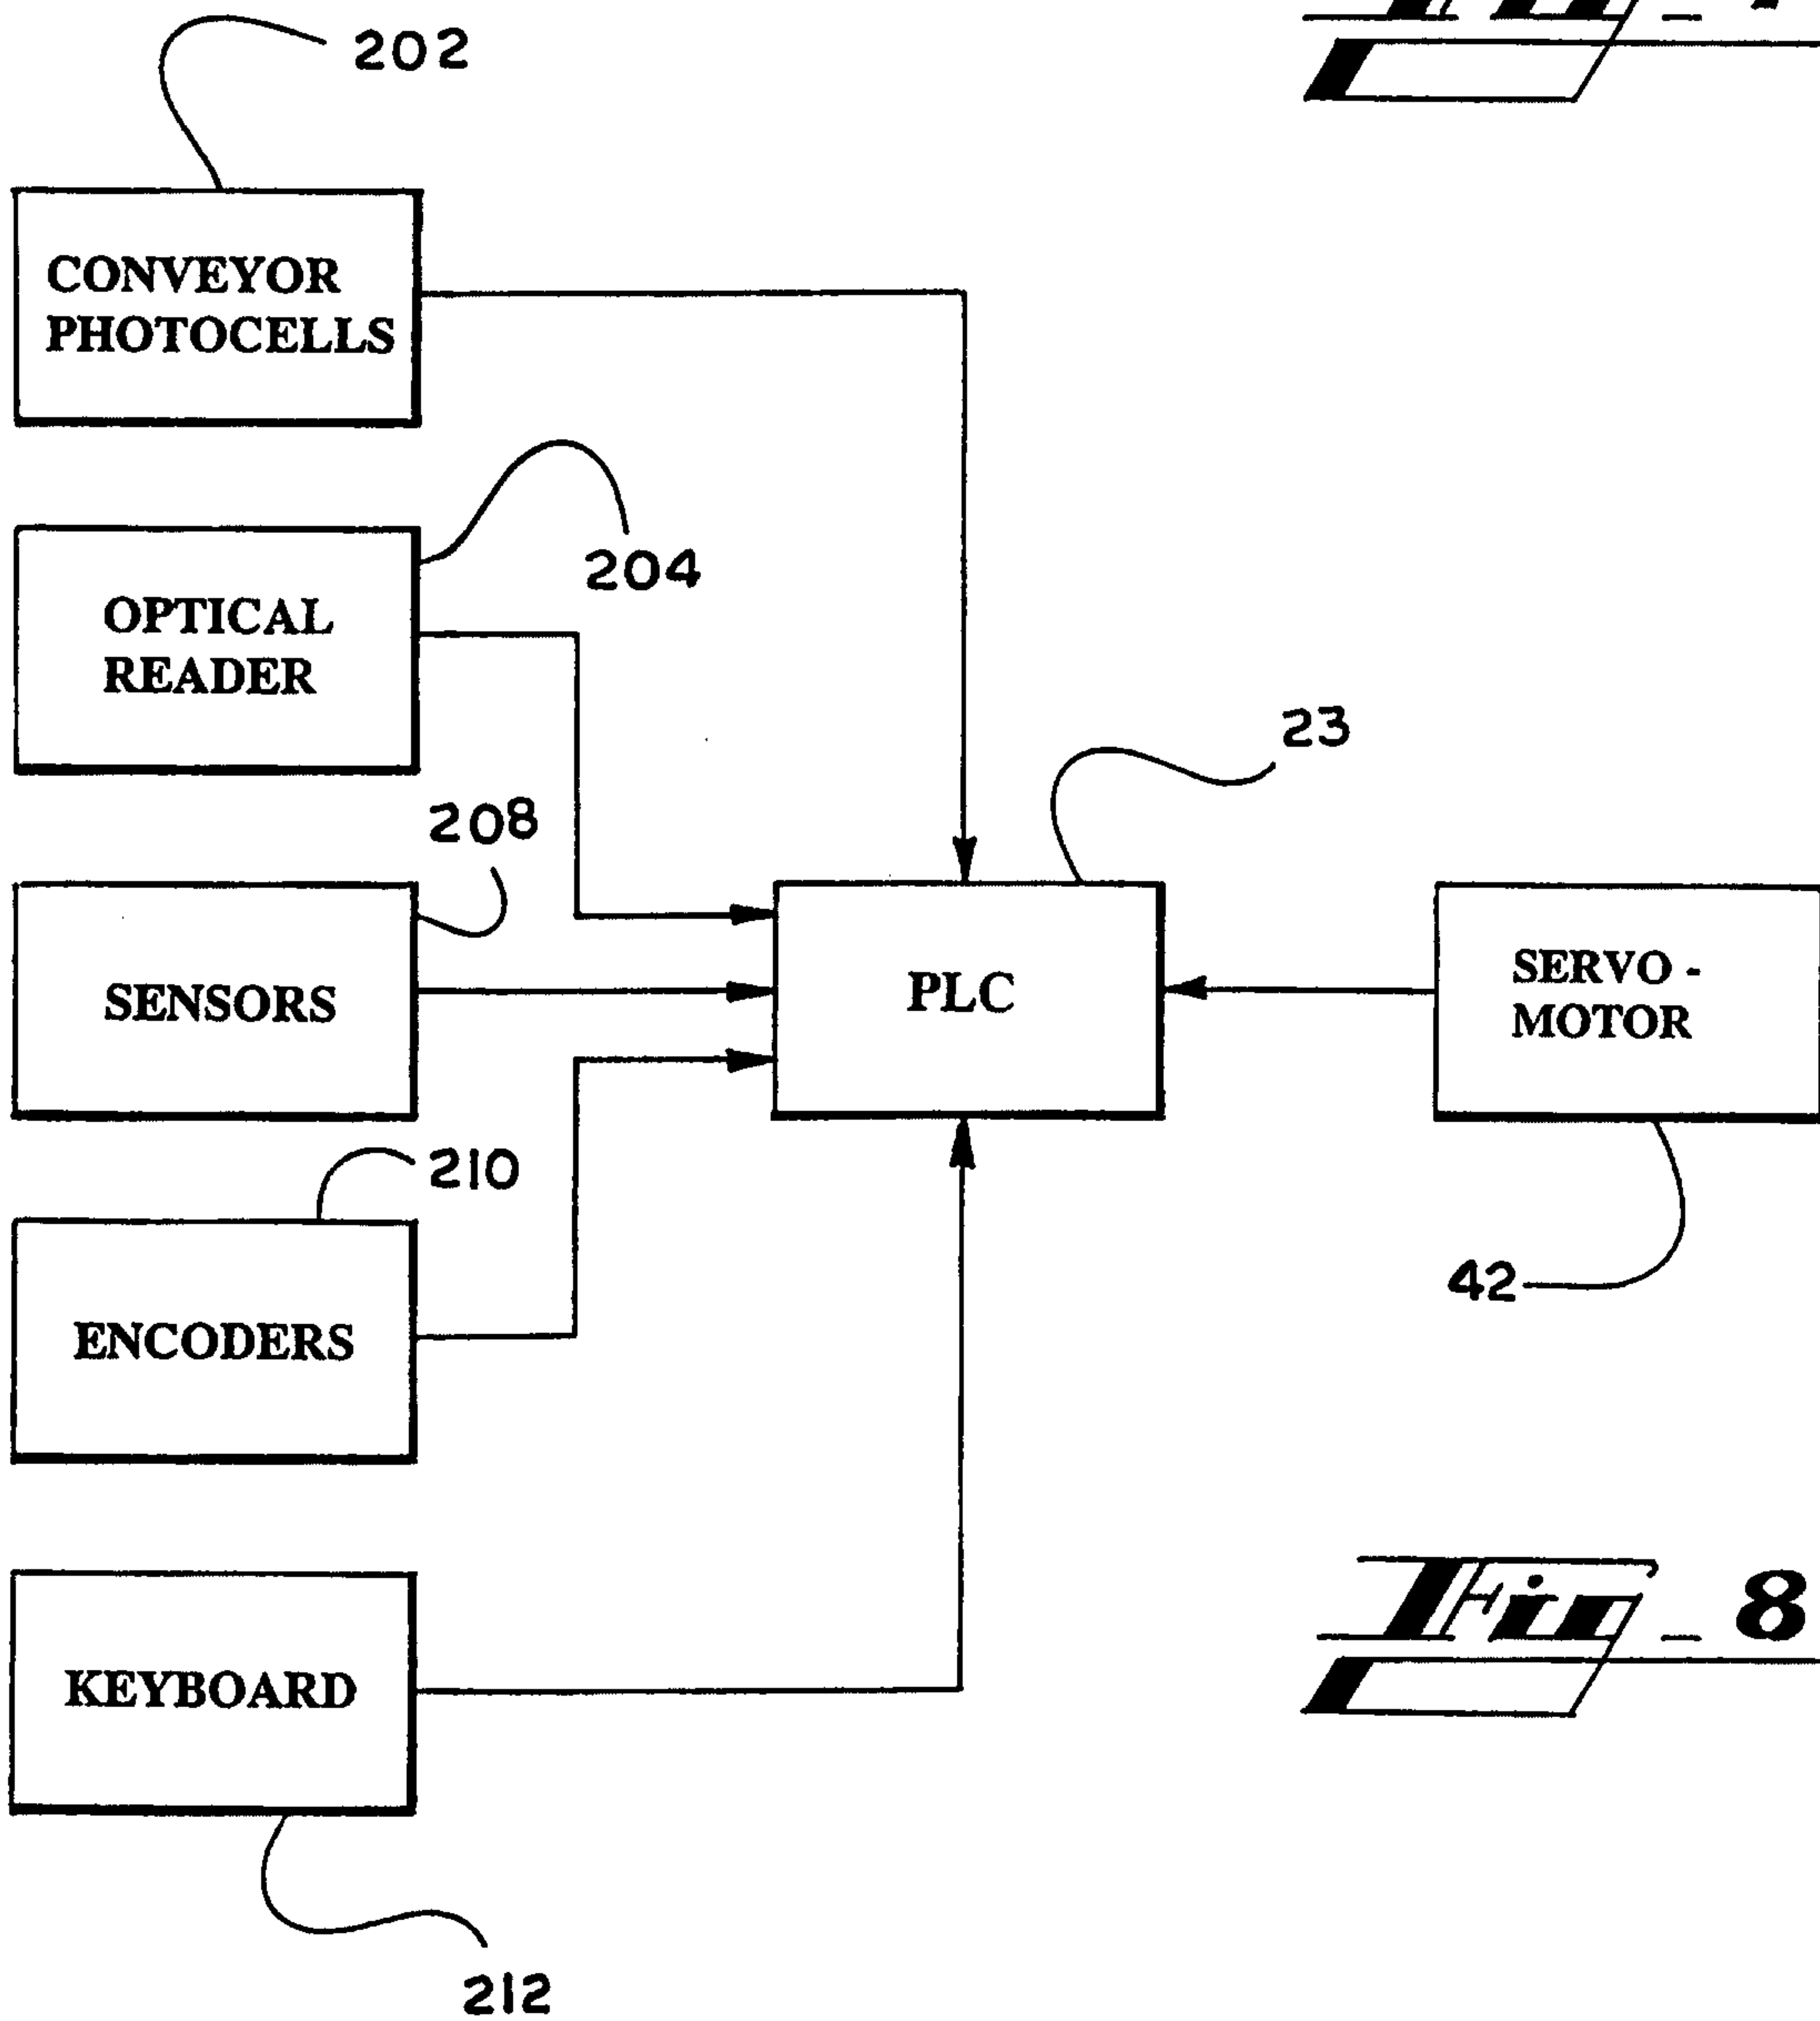 202
CONVEYOR
PHOTOCELLS
204
OPTICAL
READER
23
208
SENSORS
PLC
SERVO -
MOTOR
210
42
ENCODERS
Fig_8
KEYBOARD
212